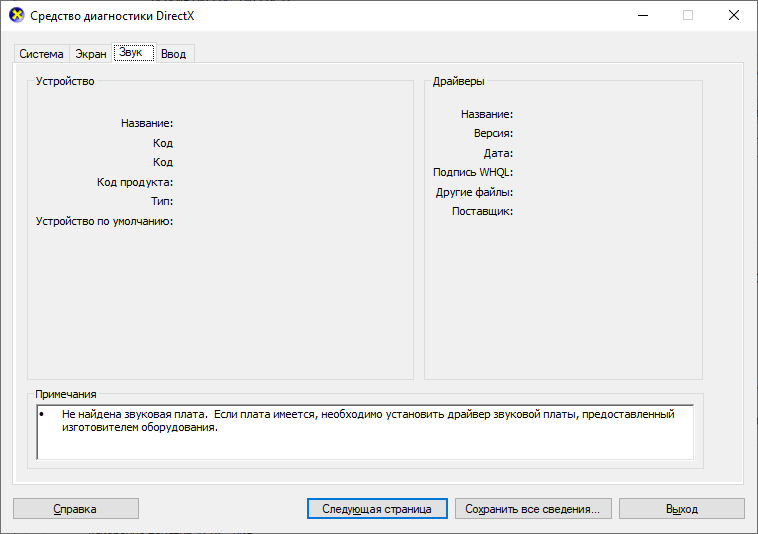 Средство диагностики DirectX
Система Экран Звук Ввод
Устройство
Название:
Код
Код
Код продукта:
Тип:
Устройство по умолчанию:
Драйверы
Название:
Версия:
Дата:
Подпись WHQL:
Другие файлы:
Поставщик:
Примечания
• Не найдена звуковая плата. Если плата имеется, необходимо установить драйвер звуковой платы, предоставленный
изготовителем оборудования.
Справка Следующая страница Сохранить все сведения... Выход